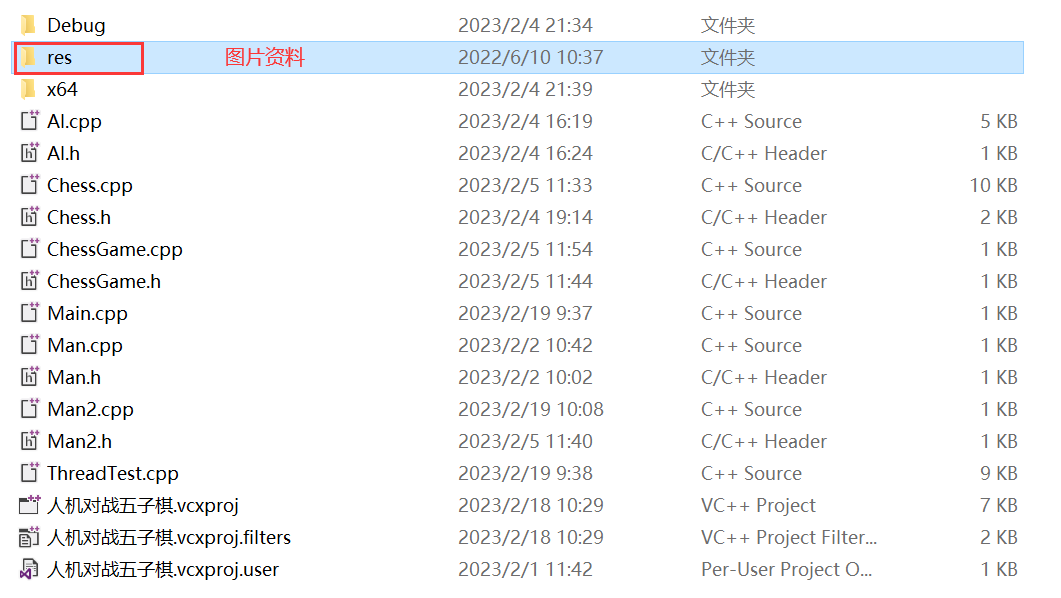 Debug 2023/2/4 21:34 文件夹
res 图片资料 2022/6/10 10:37 文件夹
x64 2023/2/4 21:39 文件夹
AI.cpp 2023/2/4 16:19 C++ Source 5 KB
AI.h 2023/2/4 16:24 C/C++ Header 1 KB
Chess.cpp 2023/2/5 11:33 C++ Source 10 KB
Chess.h 2023/2/4 19:14 C/C++ Header 2 KB
ChessGame.cpp 2023/2/5 11:54 C++ Source 1 KB
ChessGame.h 2023/2/5 11:44 C/C++ Header 1 KB
Main.cpp 2023/2/19 9:37 C++ Source 1 KB
Man.cpp 2023/2/2 10:42 C++ Source 1 KB
Man.h 2023/2/2 10:02 C/C++ Header 1 KB
Man2.cpp 2023/2/19 10:08 C++ Source 1 KB
Man2.h 2023/2/5 11:40 C/C++ Header 1 KB
ThreadTest.cpp 2023/2/19 9:38 C++ Source 9 KB
人机对战五子棋.vcxproj 2023/2/18 10:29 VC++ Project 7 KB
人机对战五子棋.vcxproj.filters 2023/2/18 10:29 VC++ Project Filter... 2 KB
人机对战五子棋.vcxproj.user 2023/2/1 11:42 Per-User Project O... 1 KB